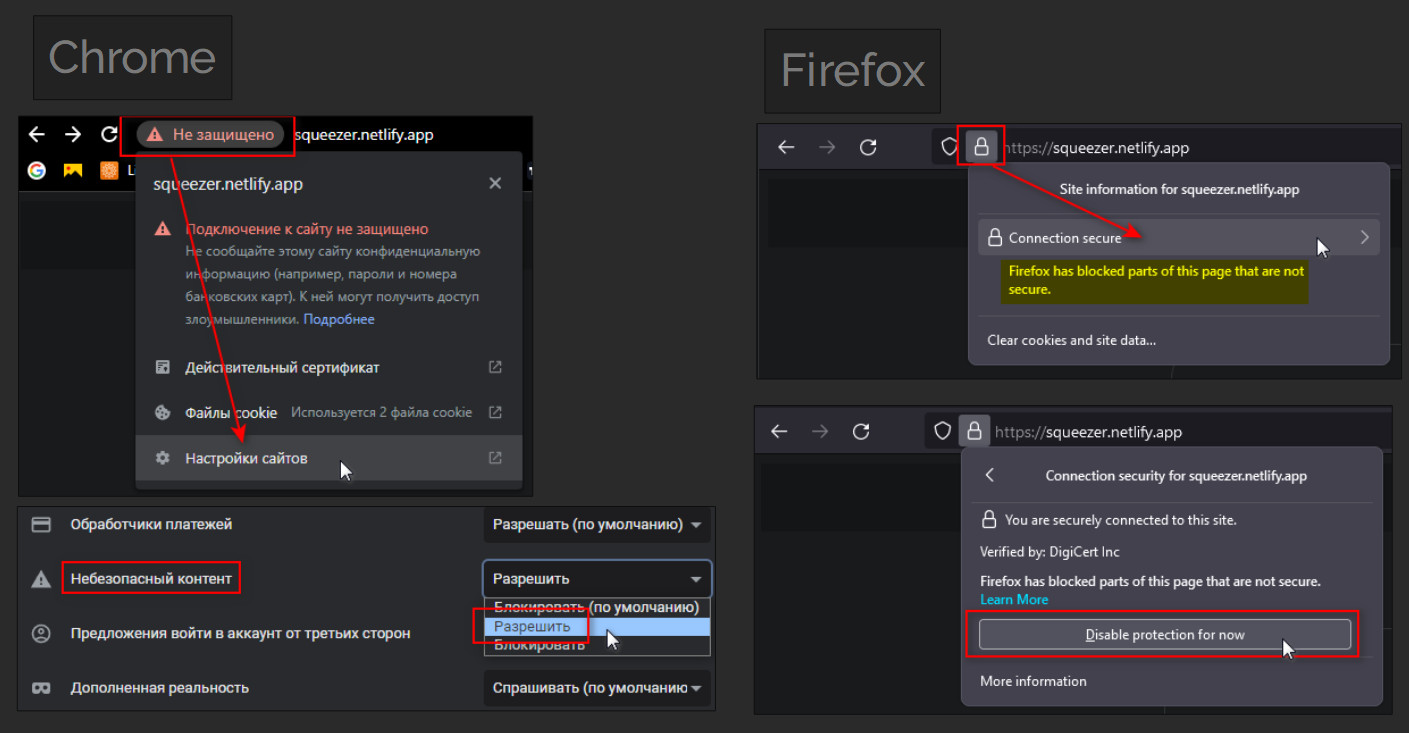 Chrome
Не защищено squeezer.netlify.app
squeezer.netlify.app
Подключение к сайту не защищено
Не сообщайте этому сайту конфиденциальную
информацию (например, пароли и номера
банковских карт). К ней могут получить доступ
злоумышленники. Подробнее
Действительный сертификат
Файлы cookie Используется 2 файла cookie
Настройки сайтов
Обработчики платежей Разрешать (по умолчанию)
Небезопасный контент Разрешить
Блокировать (по умолчанию)
Разрешить
Блокировать
Предложения войти в аккаунт от третьих сторон
Дополненная реальность Спрашивать (по умолчанию
Firefox
https://squeezer.netlify.app
Site information for squeezer.netlify.app
Connection secure
Firefox has blocked parts of this page that are not
secure.
Clear cookies and site data...
https://squeezer.netlify.app
Connection security for squeezer.netlify.app
You are securely connected to this site.
Verified by: DigiCert Inc
Firefox has blocked parts of this page that are not secure.
Learn More
Disable protection for now
More information